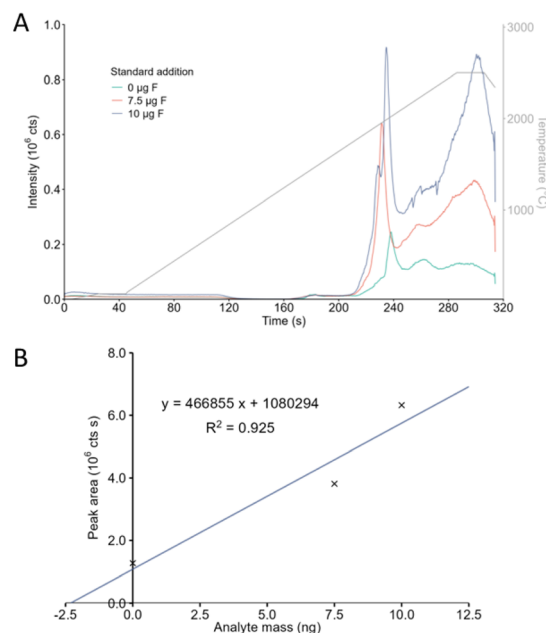 A
1.0
0.8
0.6
0.4
0.2
0.0
Intensity (10⁶ cts)
Standard addition
0 µg F
7.5 µg F
10 µg F
3000
2000
1000
Temperature (°C)
0 40 80 120 160 200 240 280 320
Time (s)
B
8.0
6.0
4.0
2.0
0.0
Peak area (10⁶ cts s)
y = 466855 x + 1080294
R² = 0.925
-2.5 0.0 2.5 5.0 7.5 10.0 12.5
Analyte mass (ng)